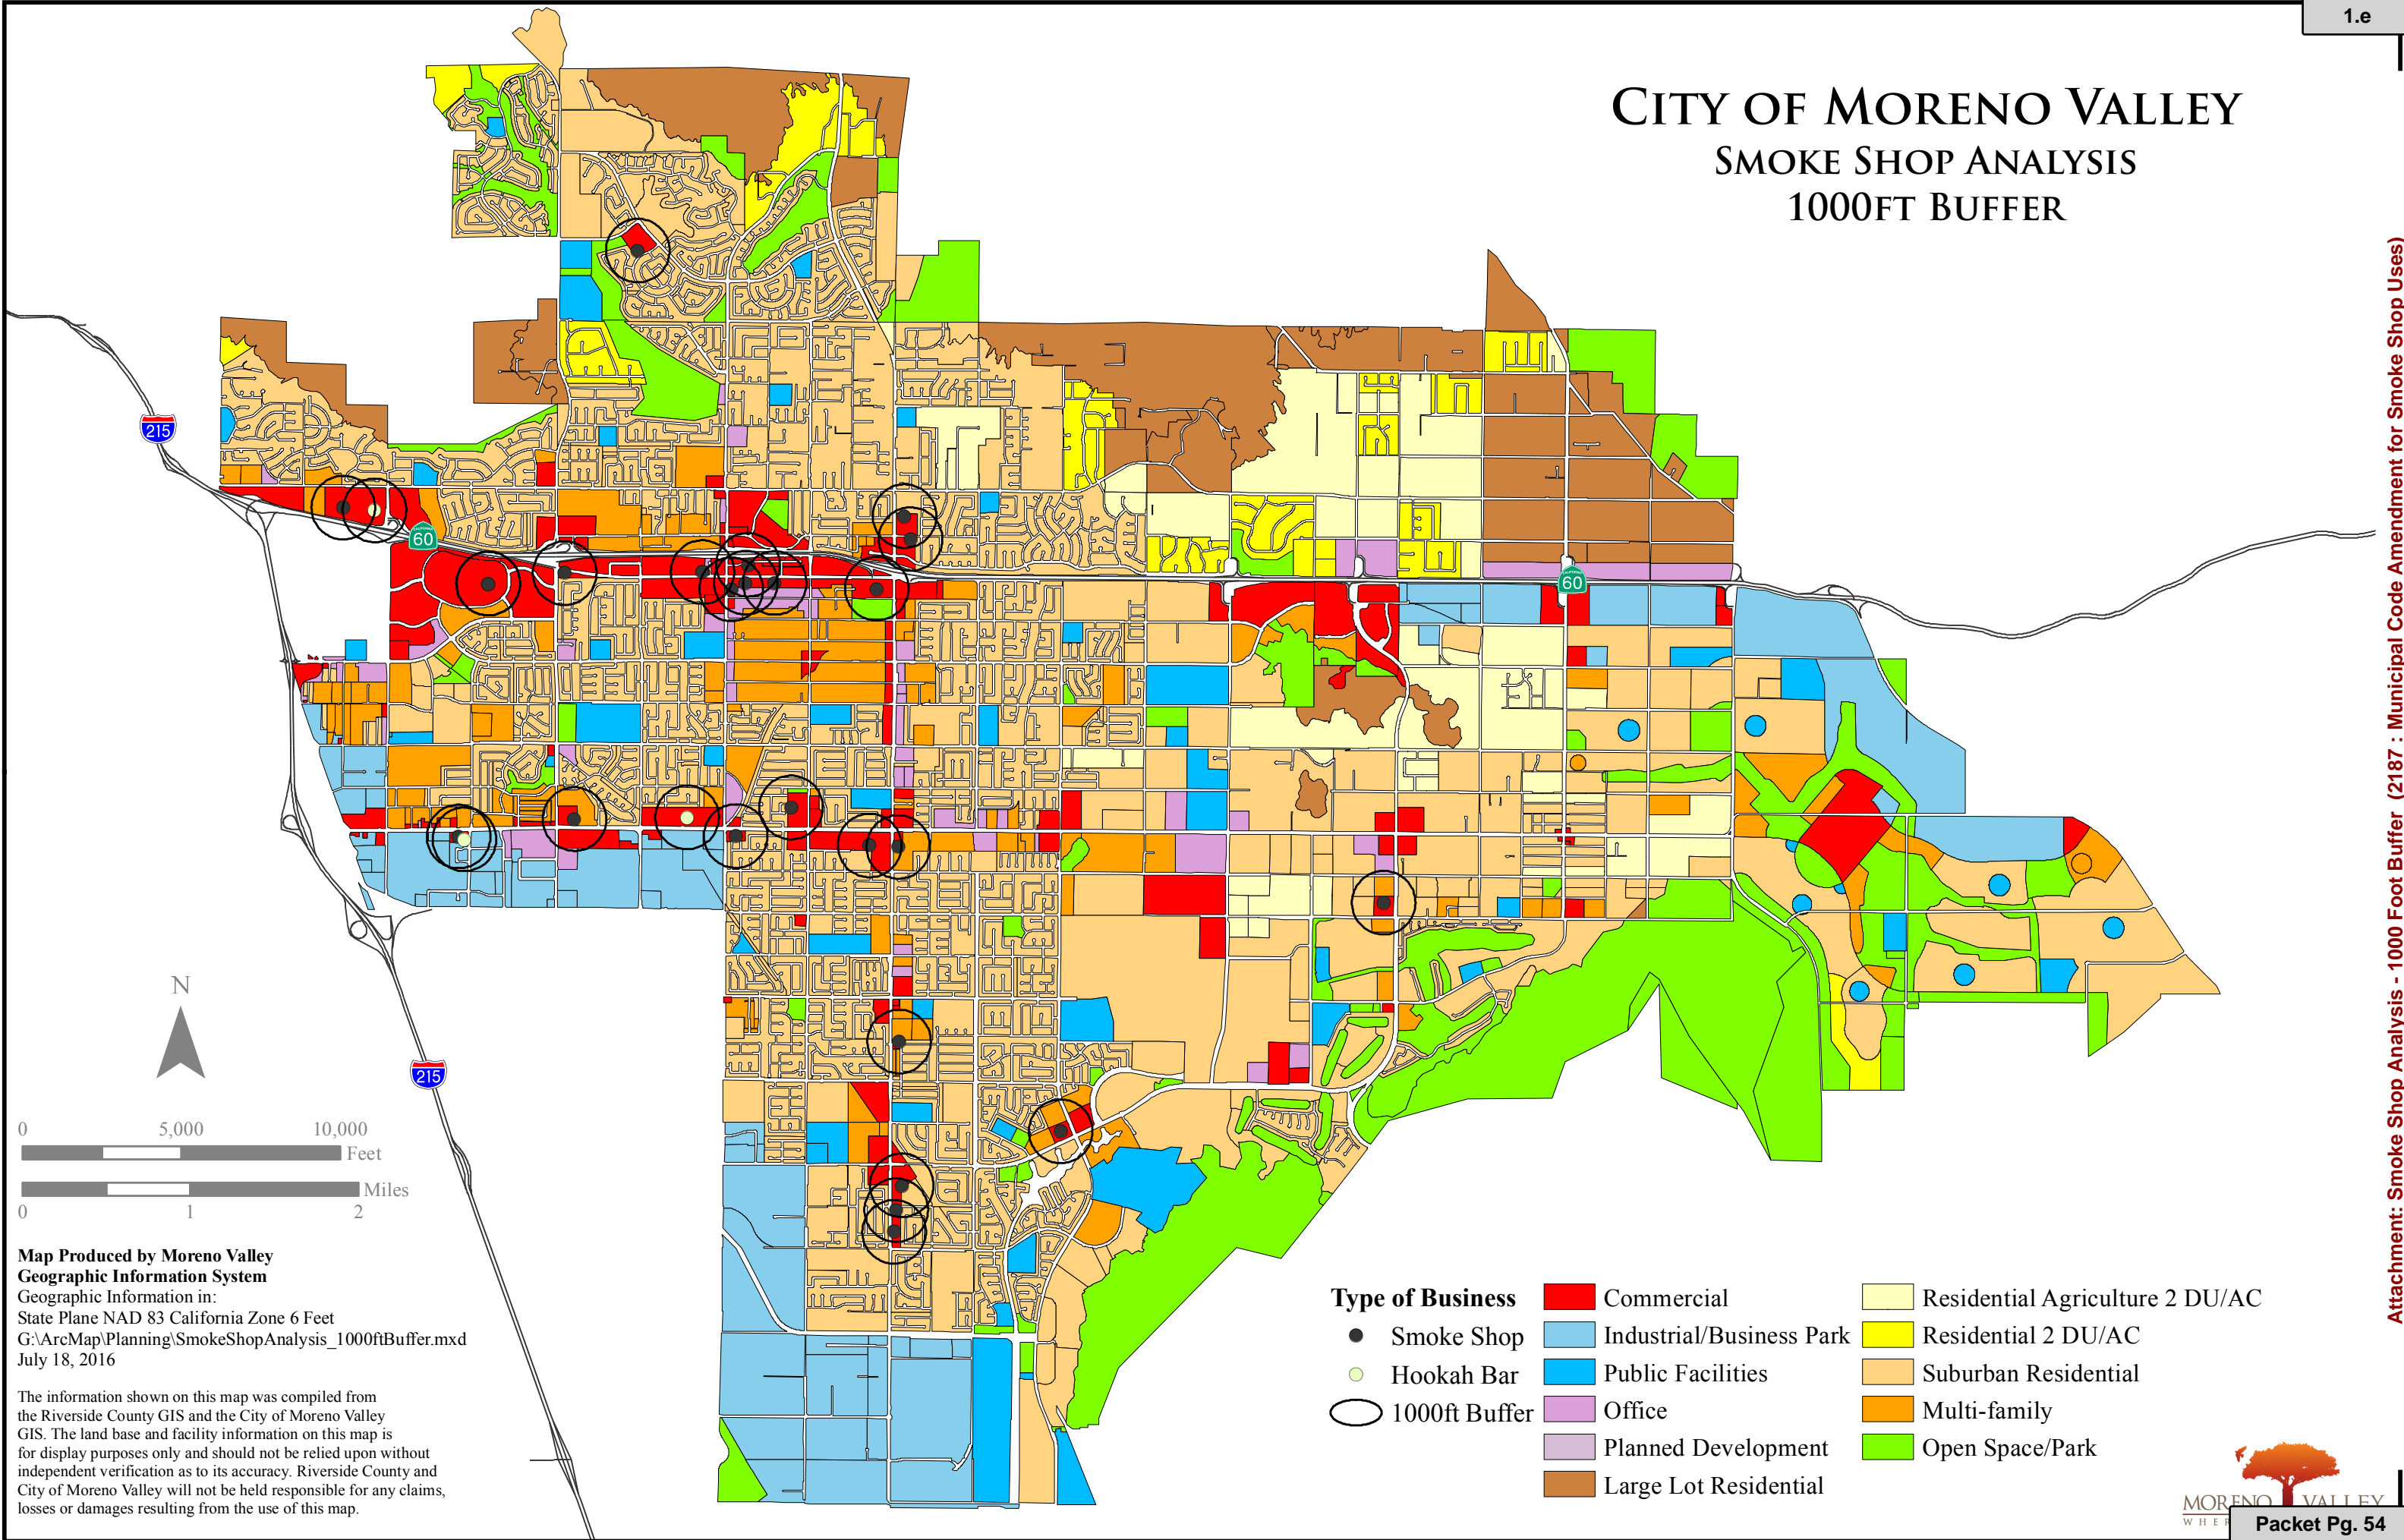 1.e
CITY OF MORENO VALLEY
SMOKE SHOP ANALYSIS
1000FT BUFFER
215
60
60
215
N
0 5,000 10,000
Feet
Miles
0 1 2
Map Produced by Moreno Valley
Geographic Information System
Geographic Information in:
State Plane NAD 83 California Zone 6 Feet
G:\ArcMap\Planning\SmokeShopAnalysis_1000ftBuffer.mxd
July 18, 2016
The information shown on this map was compiled from
the Riverside County GIS and the City of Moreno Valley
GIS. The land base and facility information on this map is
for display purposes only and should not be relied upon without
independent verification as to its accuracy. Riverside County and
City of Moreno Valley will not be held responsible for any claims,
losses or damages resulting from the use of this map.
Type of Business
Smoke Shop
Hookah Bar
1000ft Buffer
Commercial
Industrial/Business Park
Public Facilities
Office
Planned Development
Large Lot Residential
Residential Agriculture 2 DU/AC
Residential 2 DU/AC
Suburban Residential
Multi-family
Open Space/Park
Attachment: Smoke Shop Analysis - 1000 Foot Buffer (2187 : Municipal Code Amendment for Smoke Shop Uses)
MORENO VALLEY
Packet Pg. 54